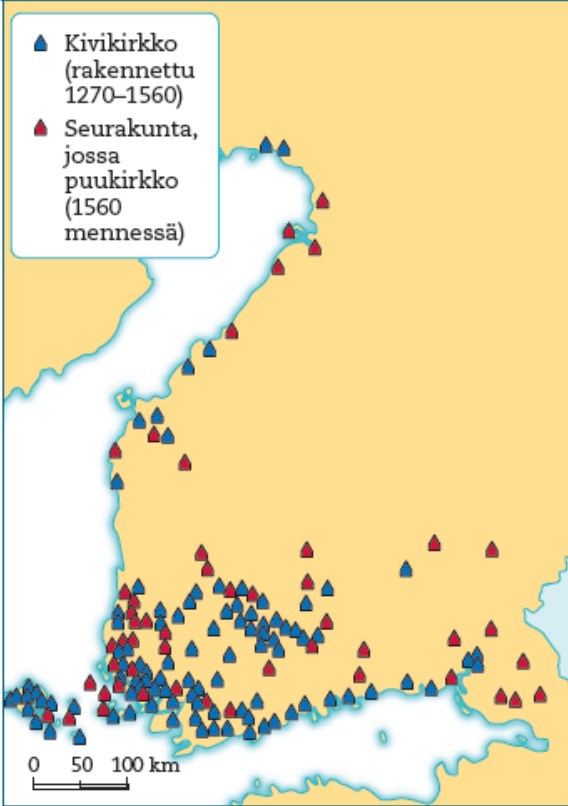 Kivikirkko
(rakennettu
1270–1560)
Seurakunta,
jossa
puukirkko
(1560
mennessä)
0 50 100 km